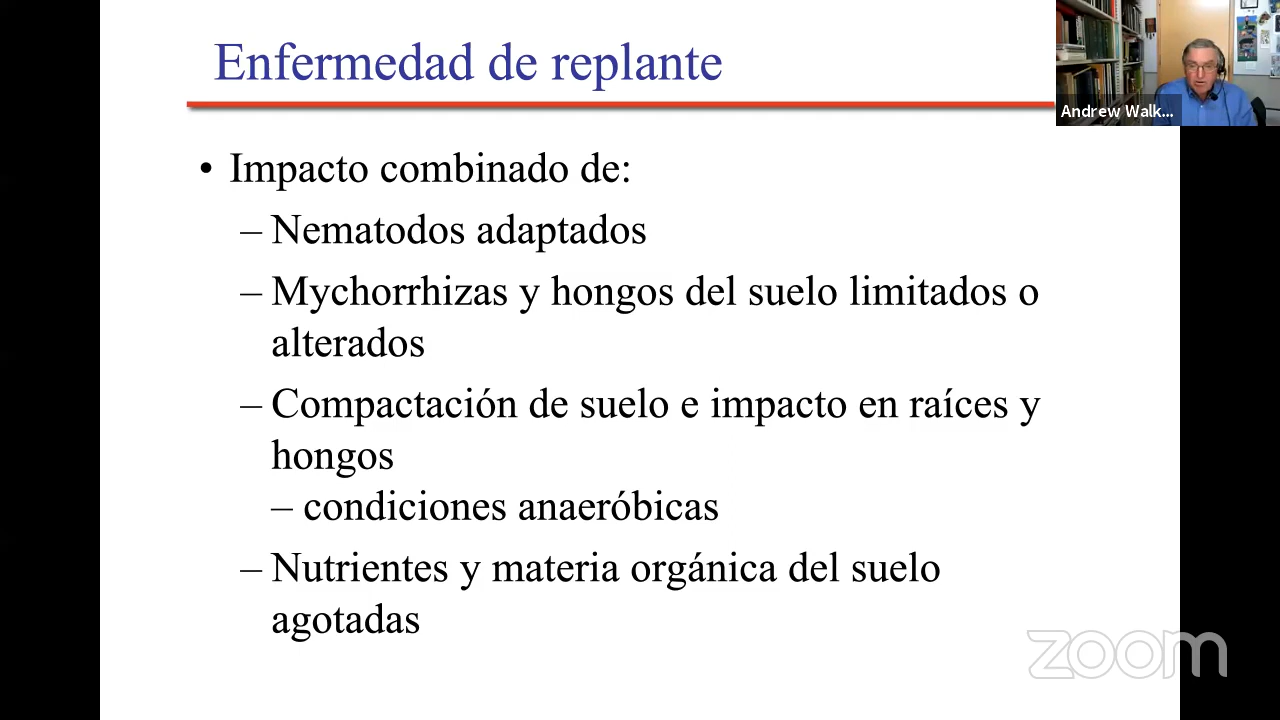 Enfermedad de replante
Andrew Walk...
• Impacto combinado de:
– Nematodos adaptados
– Mychorrhizas y hongos del suelo limitados o
alterados
– Compactación de suelo e impacto en raíces y
hongos
– condiciones anaeróbicas
– Nutrientes y materia orgánica del suelo
agotadas
zoom